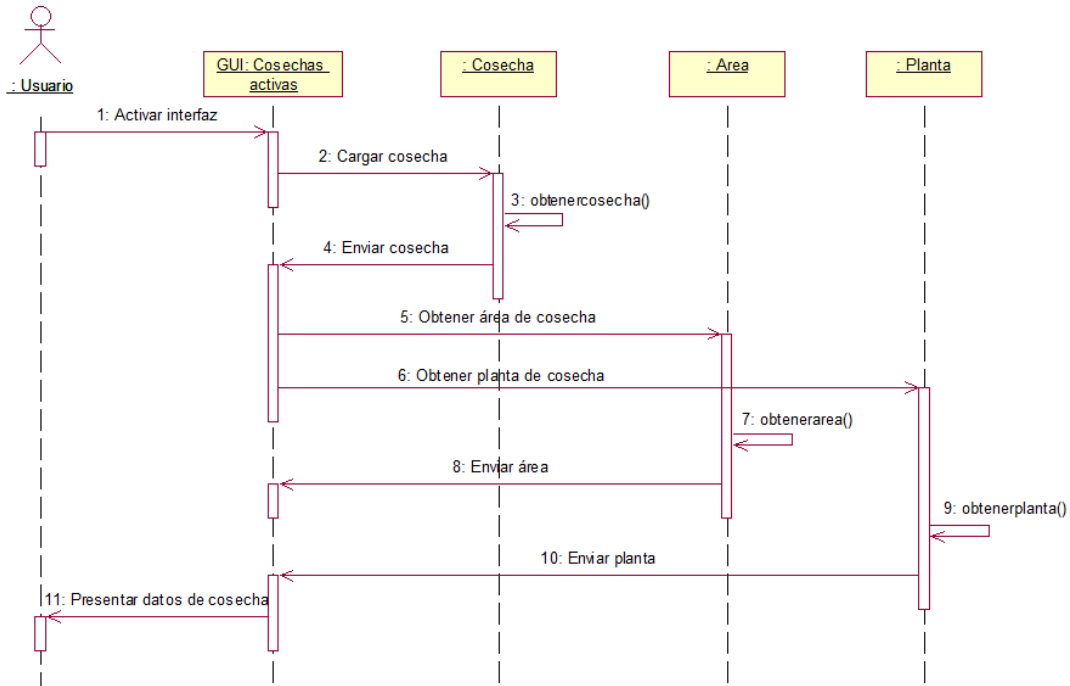 : Usuario
GUI: Cosechas
activas
: Cosecha
: Area
: Planta
1: Activar interfaz
2: Cargar cosecha
3: obtenercosecha()
4: Enviar cosecha
5: Obtener área de cosecha
6: Obtener planta de cosecha
7: obtenerarea()
8: Enviar área
9: obtenerplanta()
10: Enviar planta
11: Presentar datos de cosecha